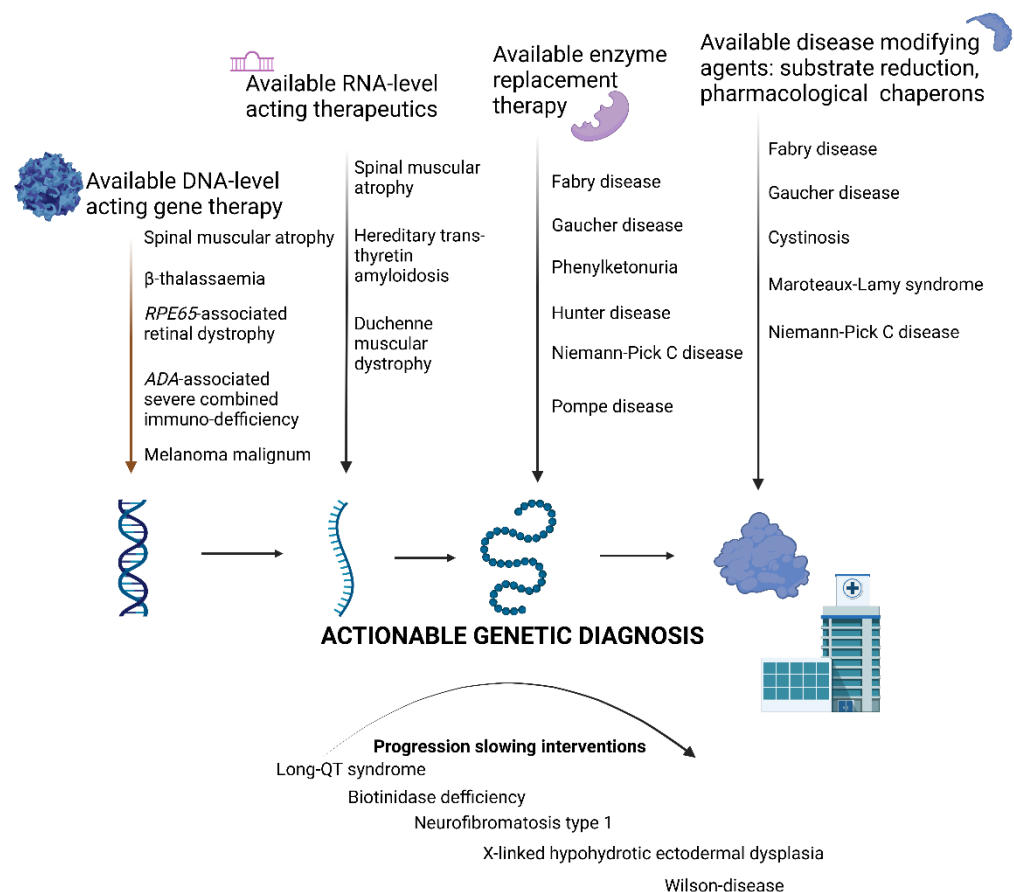 Available DNA-level
acting gene therapy
Spinal muscular atrophy
β-thalassaemia
RPE65-associated
retinal dystrophy
ADA-associated
severe combined
immuno-defficiency
Melanoma malignum
Available RNA-level
acting therapeutics
Spinal muscular
atrophy
Hereditary trans-
thyretin
amyloidosis
Duchenne
muscular
dystrophy
Available enzyme
replacement
therapy
Fabry disease
Gaucher disease
Phenylketonuria
Hunter disease
Niemann-Pick C disease
Pompe disease
Available disease modifying
agents: substrate reduction,
pharmacological chaperons
Fabry disease
Gaucher disease
Cystinosis
Maroteaux-Lamy syndrome
Niemann-Pick C disease
ACTIONABLE GENETIC DIAGNOSIS
Progression slowing interventions
Long-QT syndrome
Biotinidase defficiency
Neurofibromatosis type 1
X-linked hypohydrotic ectodermal dysplasia
Wilson-disease